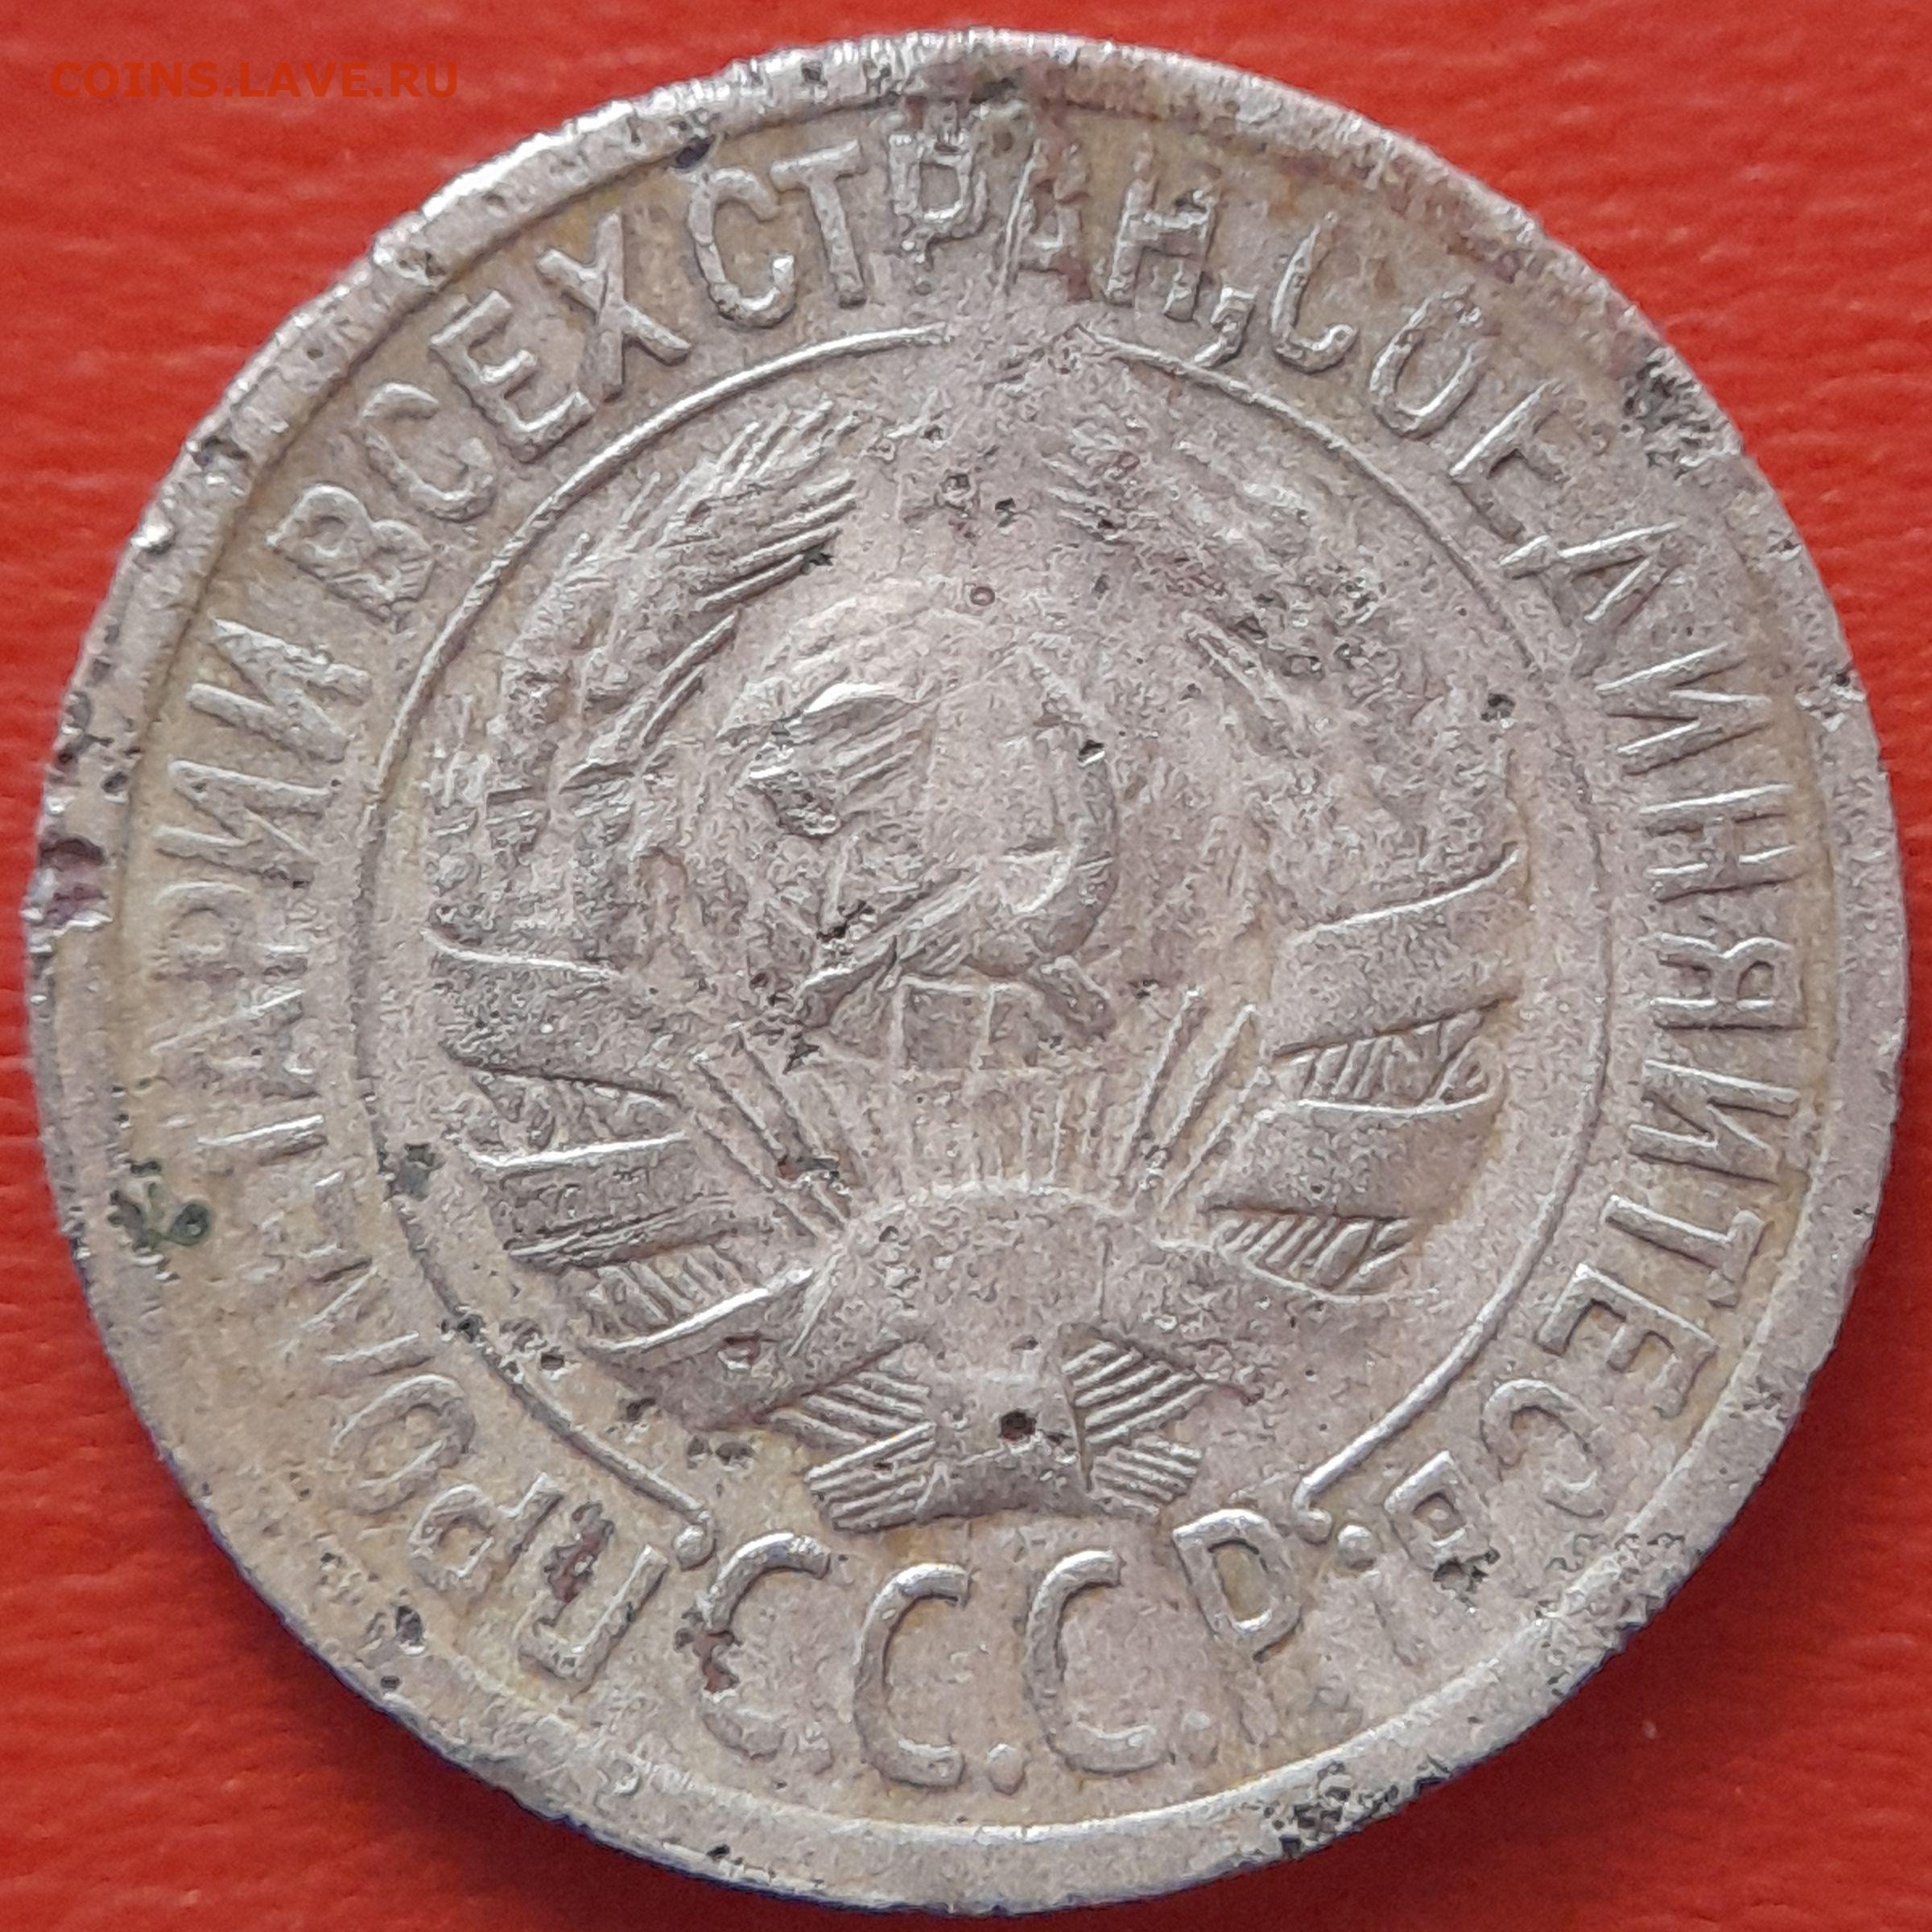 COINS.LAVE.RU
ПРОЛЕТАРИИ ВСЕХ СТРАН, СОЕДИНЯЙТЕСЬ!
С.С.С.Р.